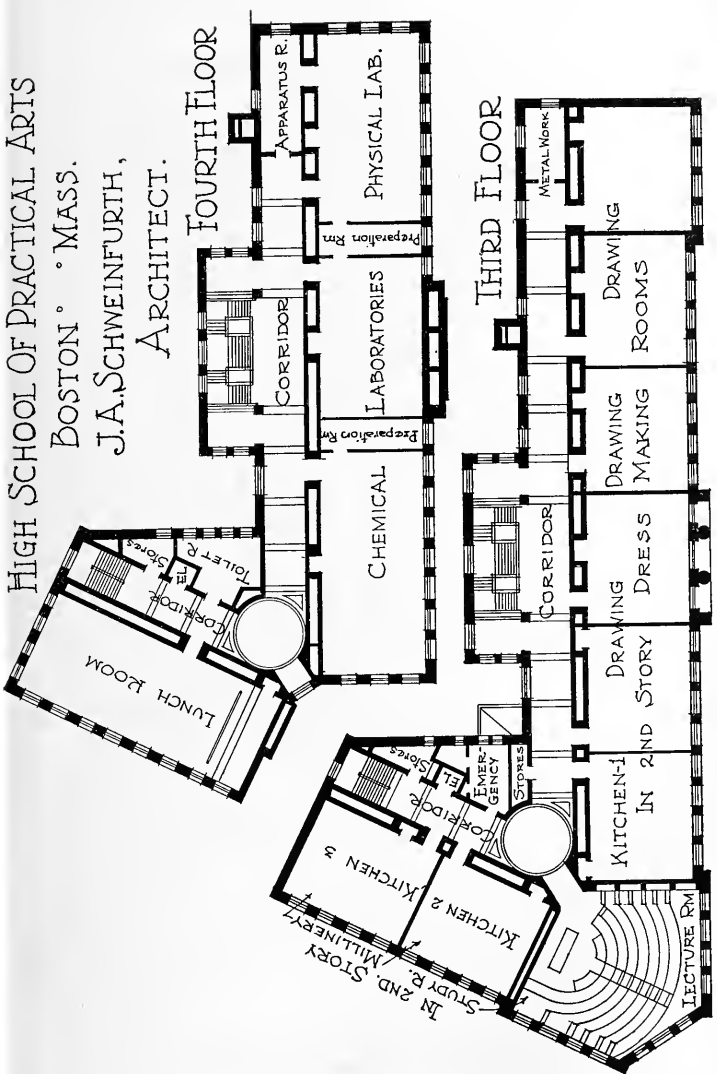 HIGH SCHOOL OF PRACTICAL ARTS
BOSTON° °MASS.
J.A.SCHWEINFURTH,
ARCHITECT.
FOURTH FLOOR
APPARATUS R.
PHYSICAL LAB.
Preparation Rm
CORRIDOR
LABORATORIES
Preparation Rm
CHEMICAL
Stores
EL
TOILET R
CORRIDOR
LUNCH ROOM
THIRD FLOOR
METAL WORK
DRAWING
ROOMS
DRAWING
MAKING
CORRIDOR
DRAWING
DRESS
KITCHEN-1
IN 2ND STORY
Stores
EL
EMER-
GENCY
STORES
CORRIDOR
KITCHEN 3
KITCHEN 2
IN 2ND. STORY
MILLINERY
STUDY R.
LECTURE RM